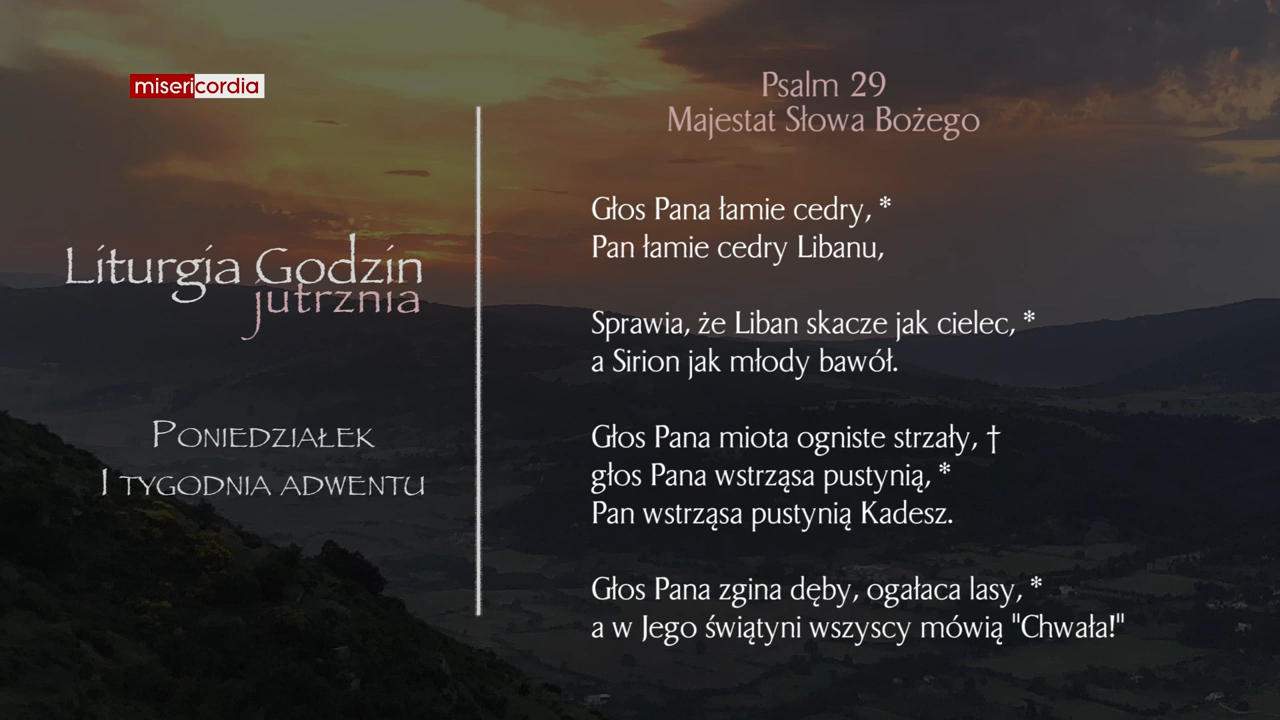 misericordia
Liturgia Godzin
jutrznia
Poniedziałek
I tygodnia adwentu
Psalm 29
Majestat Słowa Bożego
Głos Pana łamie cedry, *
Pan łamie cedry Libanu,
Sprawia, że Liban skacze jak cielec, *
a Sirion jak młody bawół.
Głos Pana miota ogniste strzały, †
głos Pana wstrząsa pustynią, *
Pan wstrząsa pustynią Kadesz.
Głos Pana zgina dęby, ogałaca lasy, *
a w Jego świątyni wszyscy mówią "Chwała!"